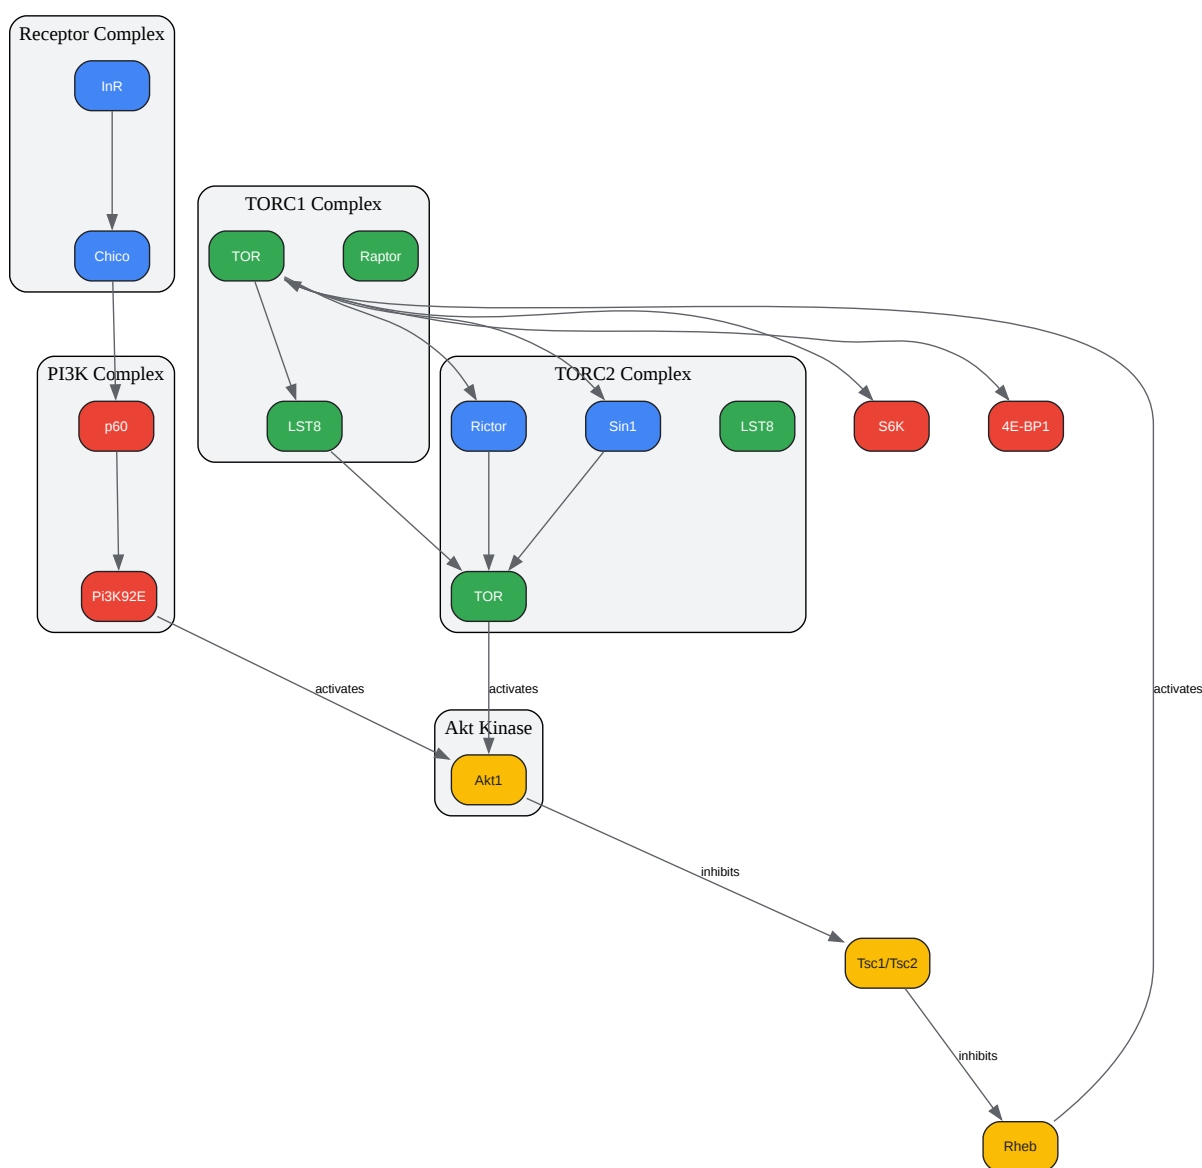 Receptor Complex
InR
Chico
TORC1 Complex
TOR
Raptor
LST8
PI3K Complex
p60
Pi3K92E
TORC2 Complex
Rictor
Sin1
LST8
TOR
S6K
4E-BP1
activates
activates
activates
Akt Kinase
Akt1
inhibits
Tsc1/Tsc2
inhibits
Rheb